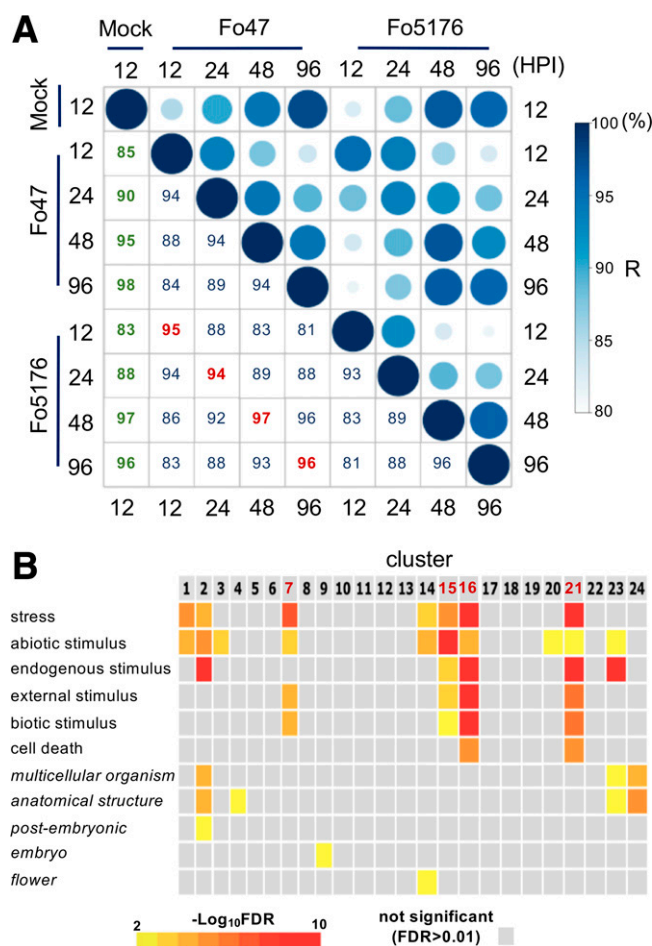 A
Mock Fo47 Fo5176
12 12 24 48 96 12 24 48 96 (HPI)
Mock 12 12
Fo47 12 85 12
24 90 94 24
48 95 88 94 48
96 98 84 89 94 96
Fo5176 12 83 95 88 83 81 12
24 88 94 94 89 88 93 24
48 97 86 92 97 96 83 89 48
96 96 83 88 93 96 81 88 96 96
12 12 24 48 96 12 24 48 96
100 (%)
95
90
R
85
80
B
cluster
1 2 3 4 5 6 7 8 9 10 11 12 13 14 15 16 17 18 19 20 21 22 23 24
stress
abiotic stimulus
endogenous stimulus
external stimulus
biotic stimulus
cell death
multicellular organism
anatomical structure
post-embryonic
embryo
flower
2 -Log10FDR 10
not significant
(FDR>0.01)